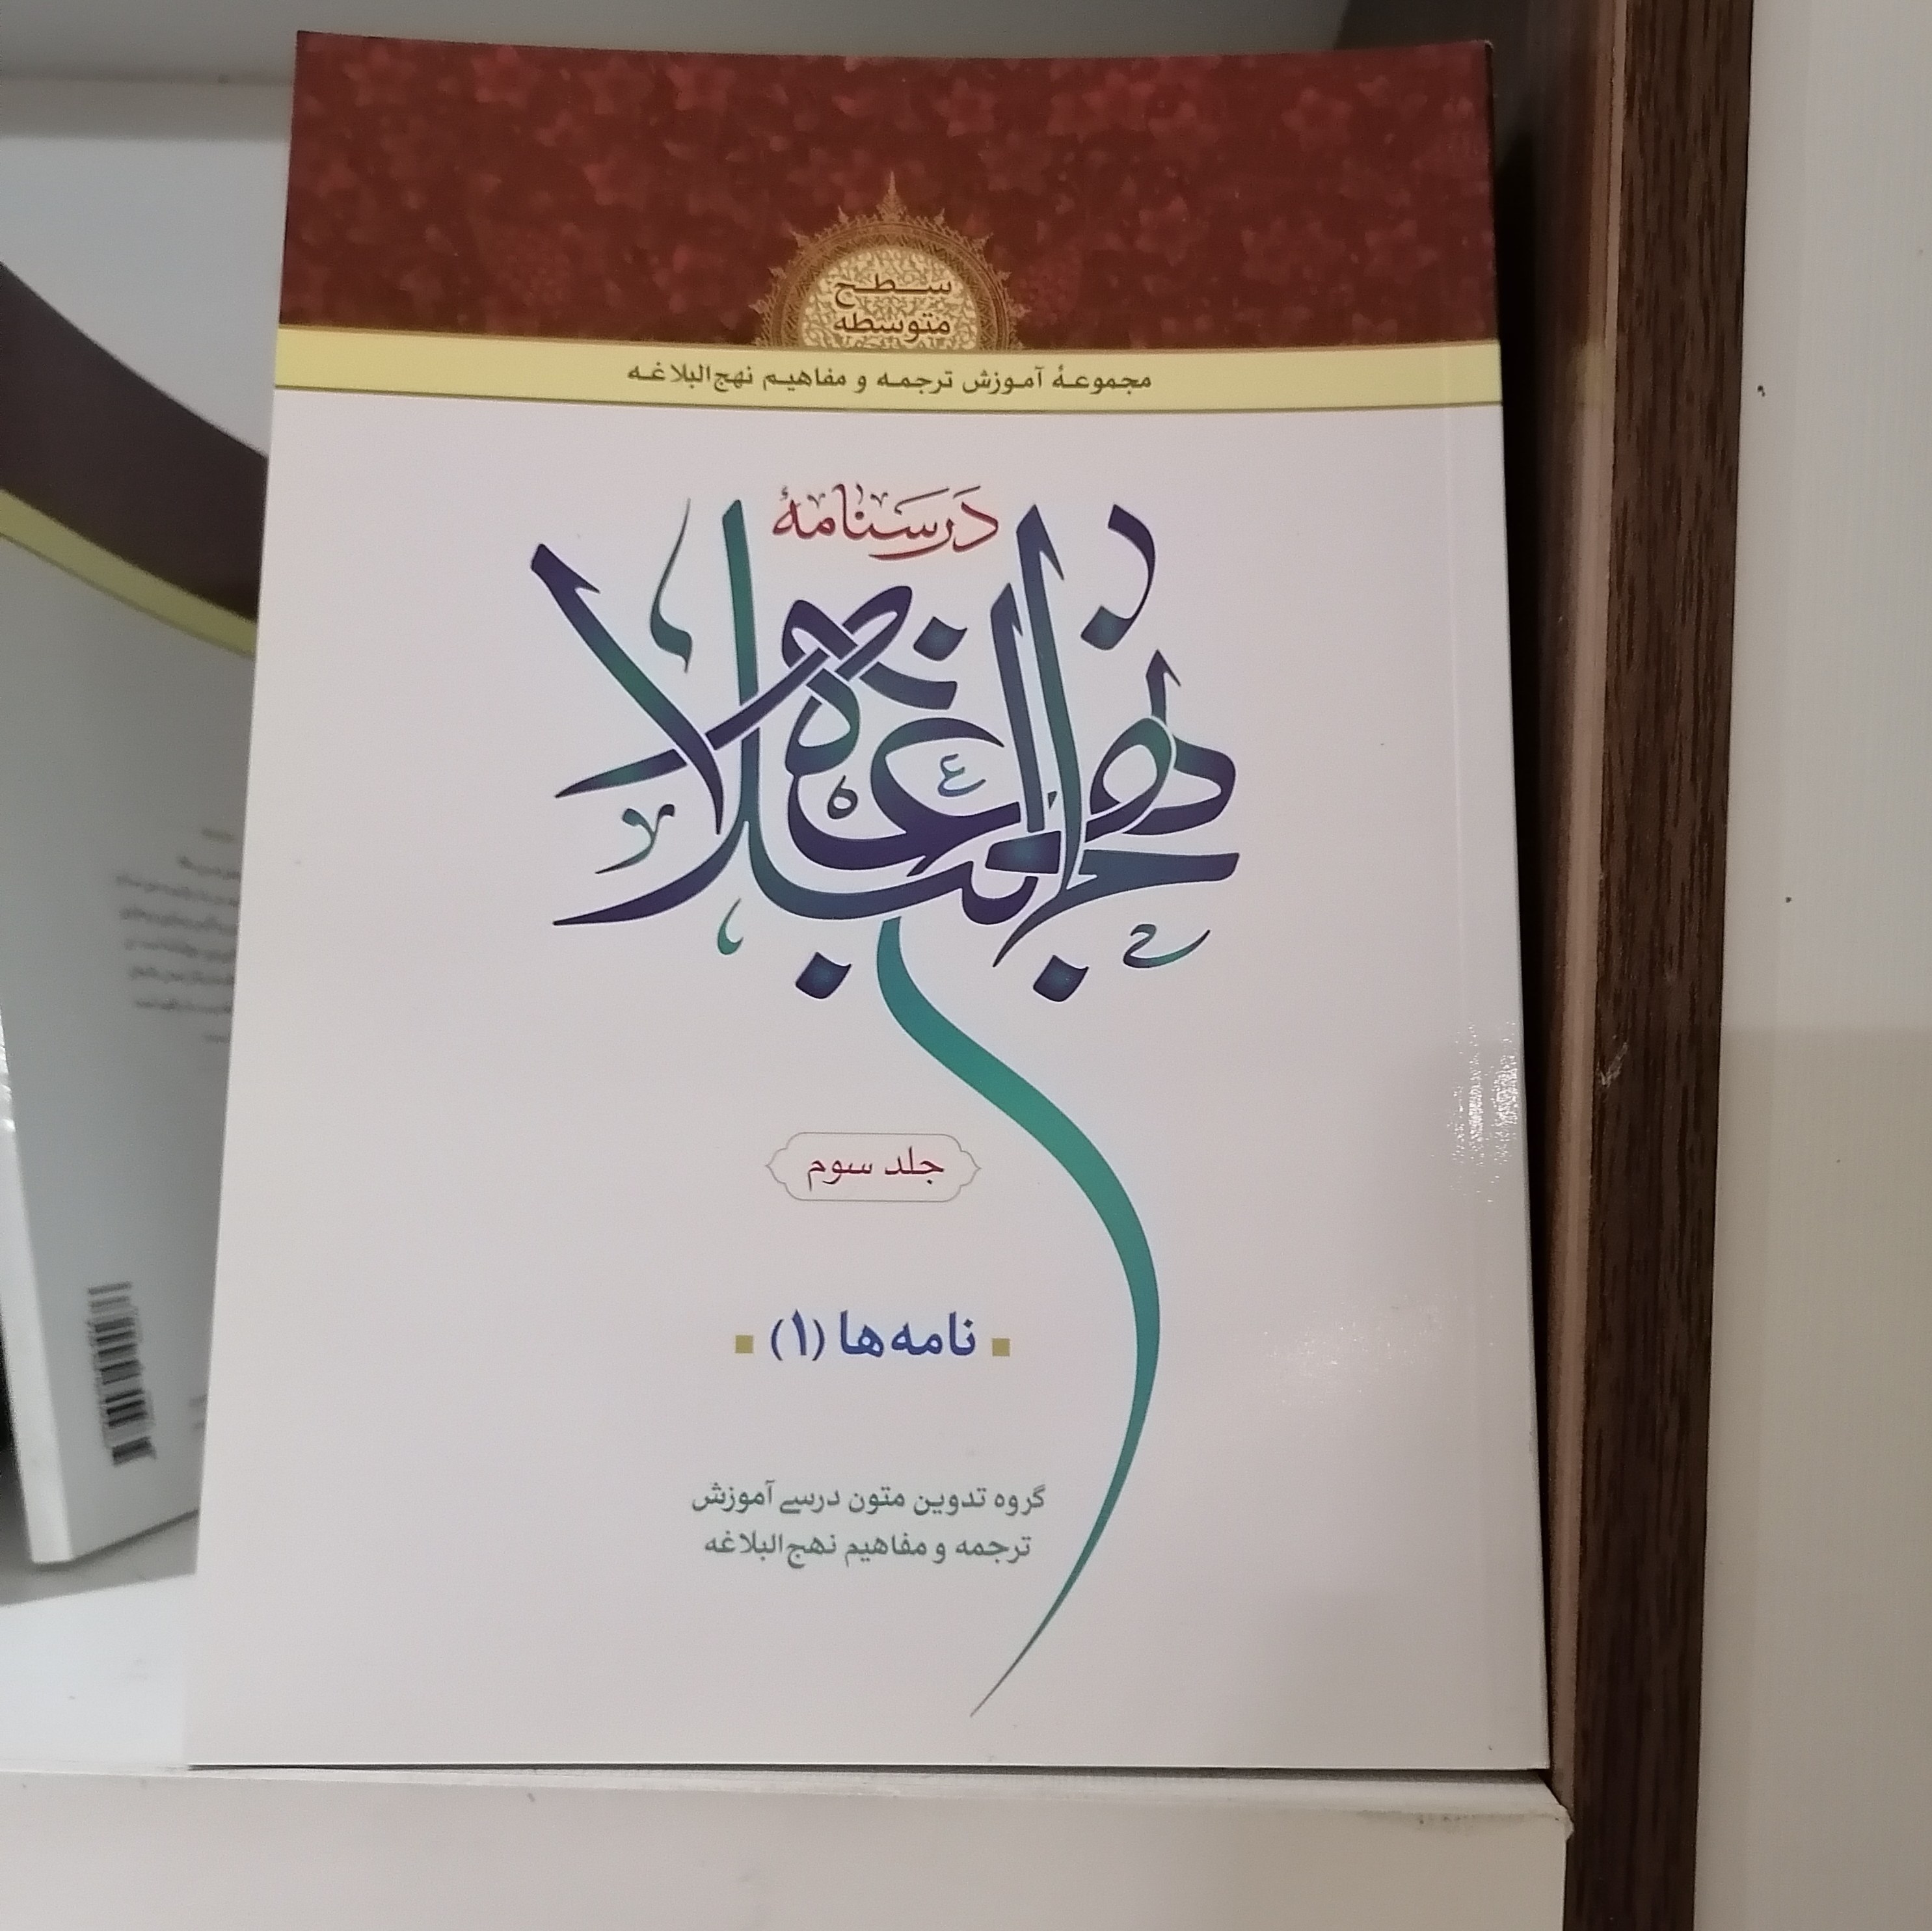 سطح
متوسطه
مجموعهٔ آموزش ترجمه و مفاهیم نهج‌البلاغه
درسنامهٔ
نهج البلاغه
جلد سوم
نامه‌ها (۱)
گروه تدوین متون درسی آموزش
ترجمه و مفاهیم نهج‌البلاغه